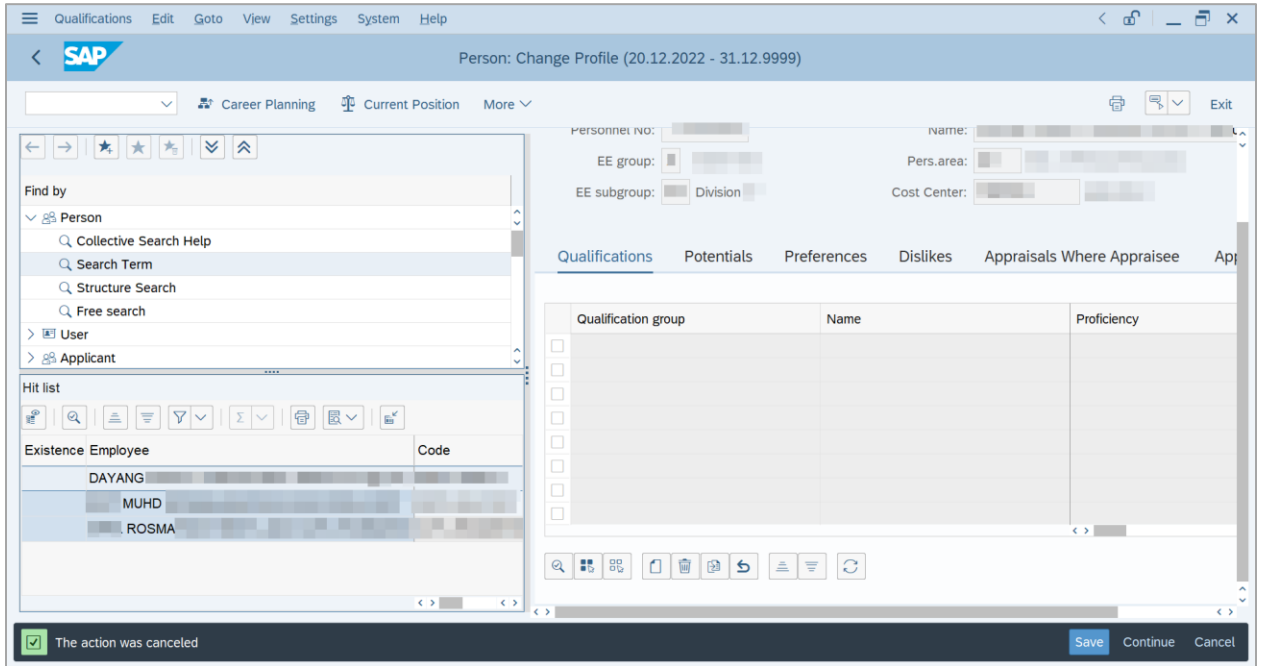 Qualifications Edit Goto View Settings System Help
SAP Person: Change Profile (20.12.2022 - 31.12.9999)
Career Planning Current Position More Exit
Personnel No: Name:
EE group: Pers.area:
EE subgroup: Division Cost Center:
Find by
Person
Collective Search Help
Search Term
Structure Search
Free search
User
Applicant
Qualifications Potentials Preferences Dislikes Appraisals Where Appraisee
Qualification group Name Proficiency
Hit list
Existence Employee Code
DAYANG
MUHD
ROSMA
The action was canceled Save Continue Cancel